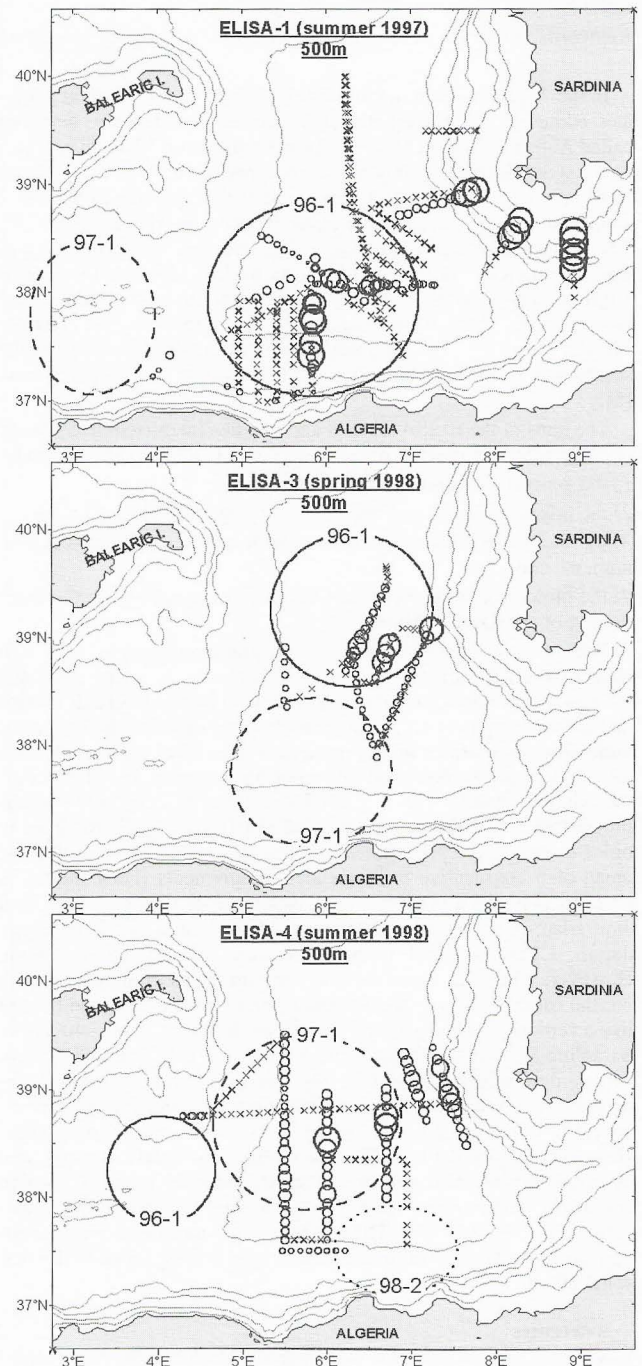 ELISA-1 (summer 1997)
500m
40°N
BALEARIC I.
SARDINIA
39°N
96-1
97-1
38°N
37°N
ALGERIA
3°E 4°E 5°E 6°E 7°E 8°E 9°E
ELISA-3 (spring 1998)
500m
40°N
BALEARIC I.
SARDINIA
96-1
39°N
38°N
97-1
37°N
ALGERIA
3°E 4°E 5°E 6°E 7°E 8°E 9°E
ELISA-4 (summer 1998)
500m
40°N
BALEARIC I.
SARDINIA
97-1
39°N
38°N
96-1
98-2
37°N
ALGERIA
3°E 4°E 5°E 6°E 7°E 8°E 9°E